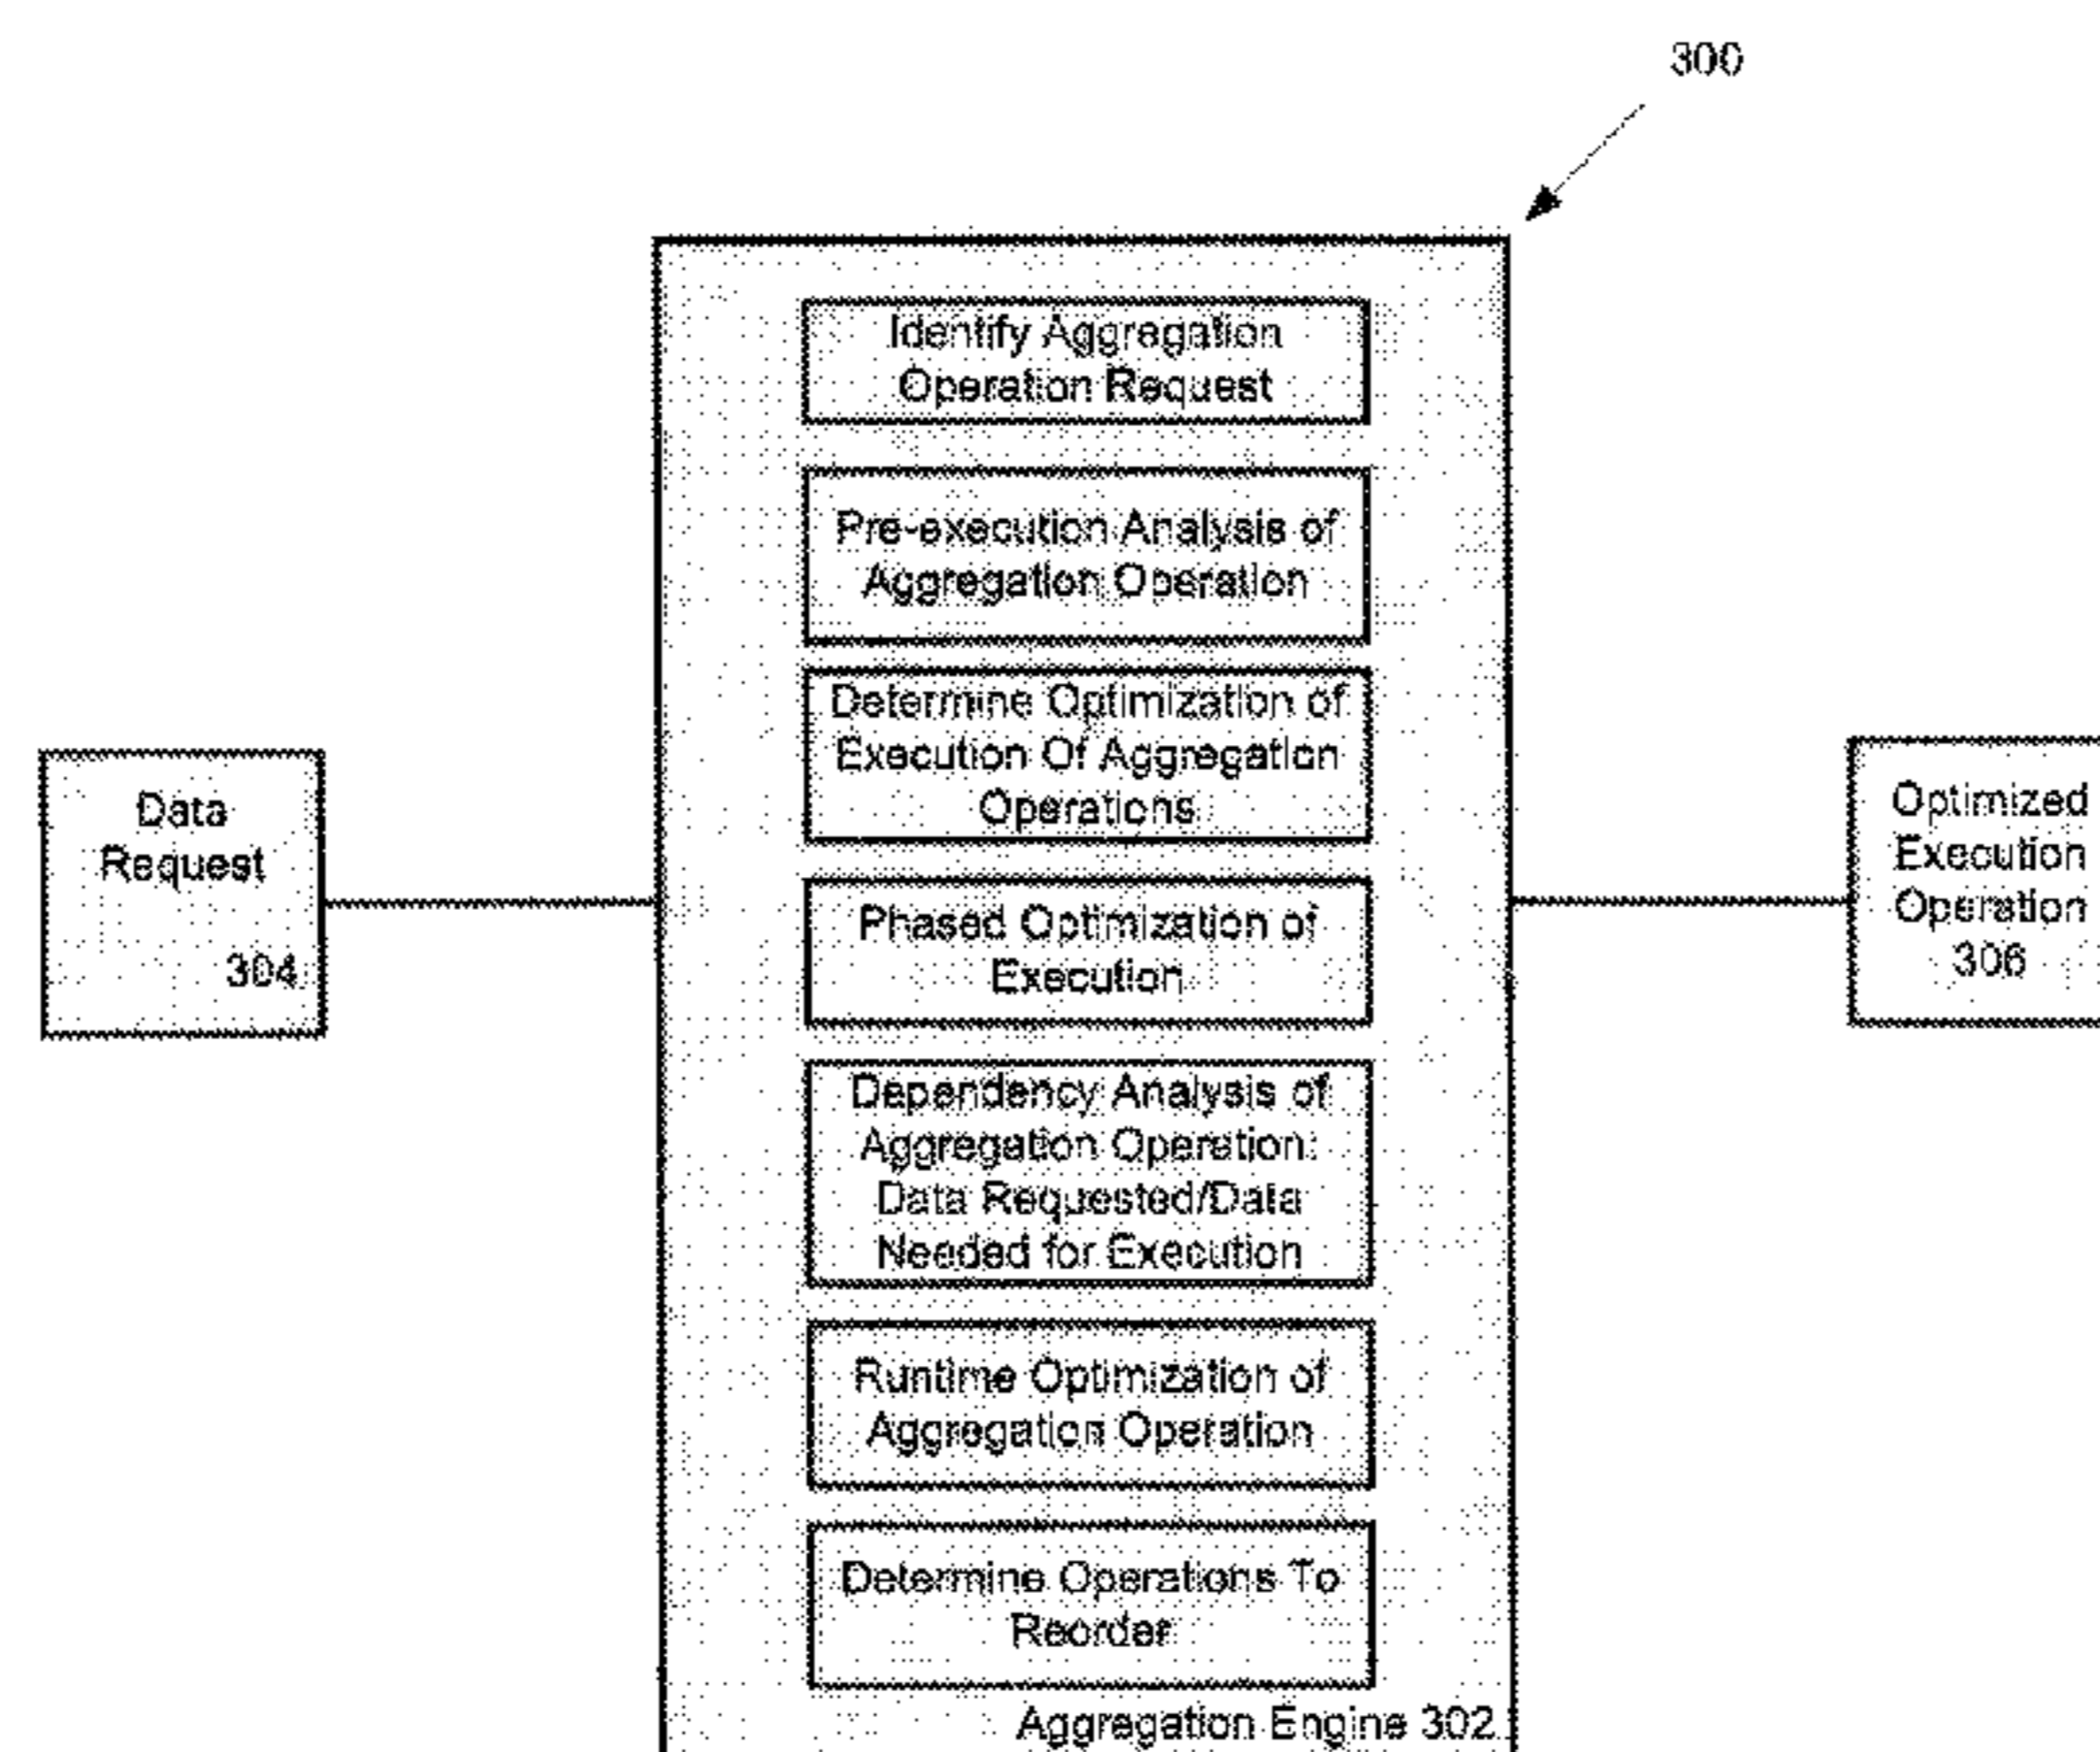 300
Identify Aggregation
Operation Request
Pre-execution Analysis of
Aggregation Operation
Determine Optimization of
Execution Of Aggregation
Operations
Data
Request
304
Phased Optimization of
Execution
Optimized
Execution
Operation
306
Dependency Analysis of
Aggregation Operation:
Data Requested/Data
Needed for Execution
Runtime Optimization of
Aggregation Operation
Determine Operations To
Reorder
Aggregation Engine 302